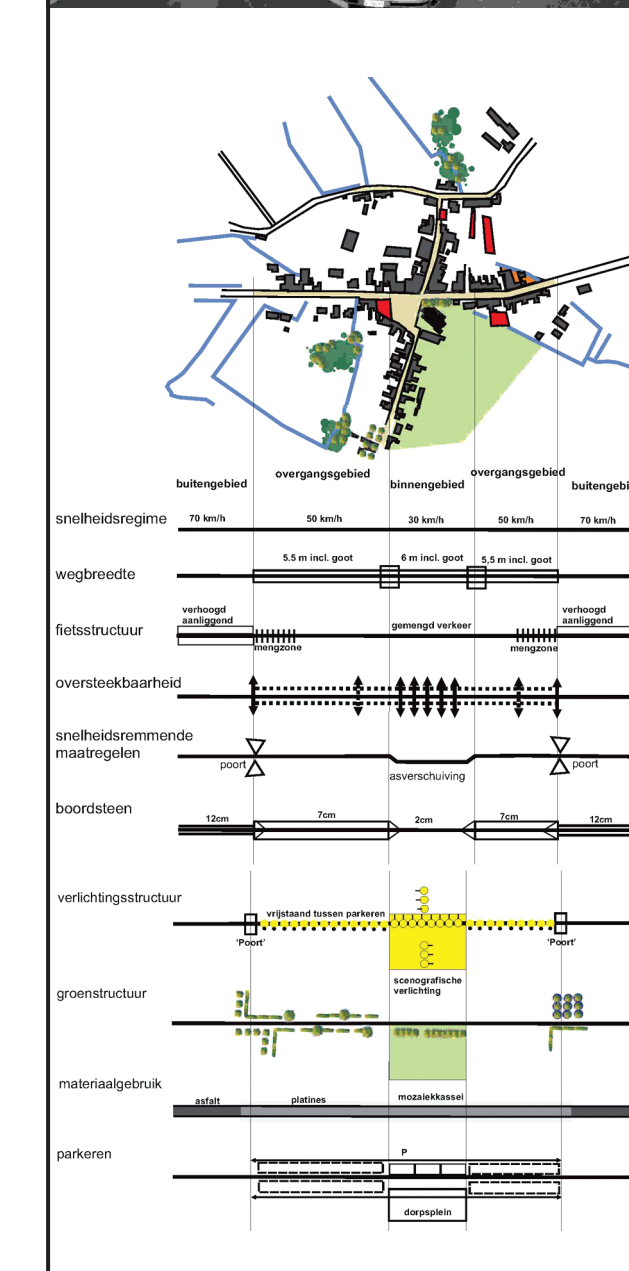 buitengebied overgangsgebied binnengebied overgangsgebied buitengebi
snelheidsregime 70 km/h 50 km/h 30 km/h 50 km/h 70 km/h
wegbreedte 5.5 m incl. goot 6 m incl. goot 5,5 m incl. goot
fietsstructuur verhoogd aanliggend mengzone gemengd verkeer mengzone verhoogd aanliggend
oversteekbaarheid
snelheidsremmende
maatregelen poort asverschuiving poort
boordsteen 12cm 7cm 2cm 7cm 12cm
verlichtingsstructuur vrijstaand tussen parkeren
'Poort' 'Poort'
scenografische
verlichting
groenstructuur
materiaalgebruik asfalt platines mozaiekkassei
parkeren P
dorpsplein